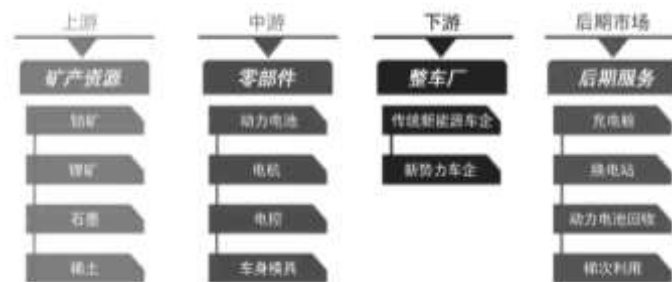 上游
矿产资源
钴矿
锂矿
石墨
稀土
中游
零部件
动力电池
电机
电控
车身模具
下游
整车厂
传统新能源车企
新势力车企
后期市场
后期服务
充电桩
换电站
动力电池回收
梯次利用